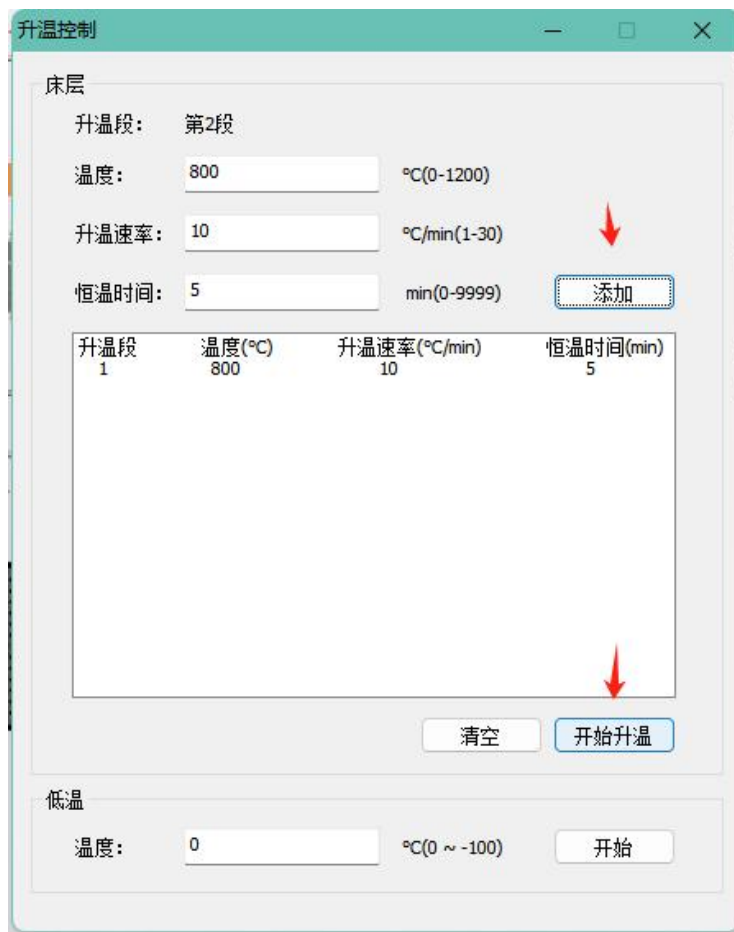 升温控制
床层
升温段： 第2段
温度： 800 ℃(0-1200)
升温速率： 10 ℃/min(1-30)
恒温时间： 5 min(0-9999) 添加
升温段 温度(℃) 升温速率(℃/min) 恒温时间(min)
1 800 10 5
清空 开始升温
低温
温度： 0 ℃(0 ~ -100) 开始